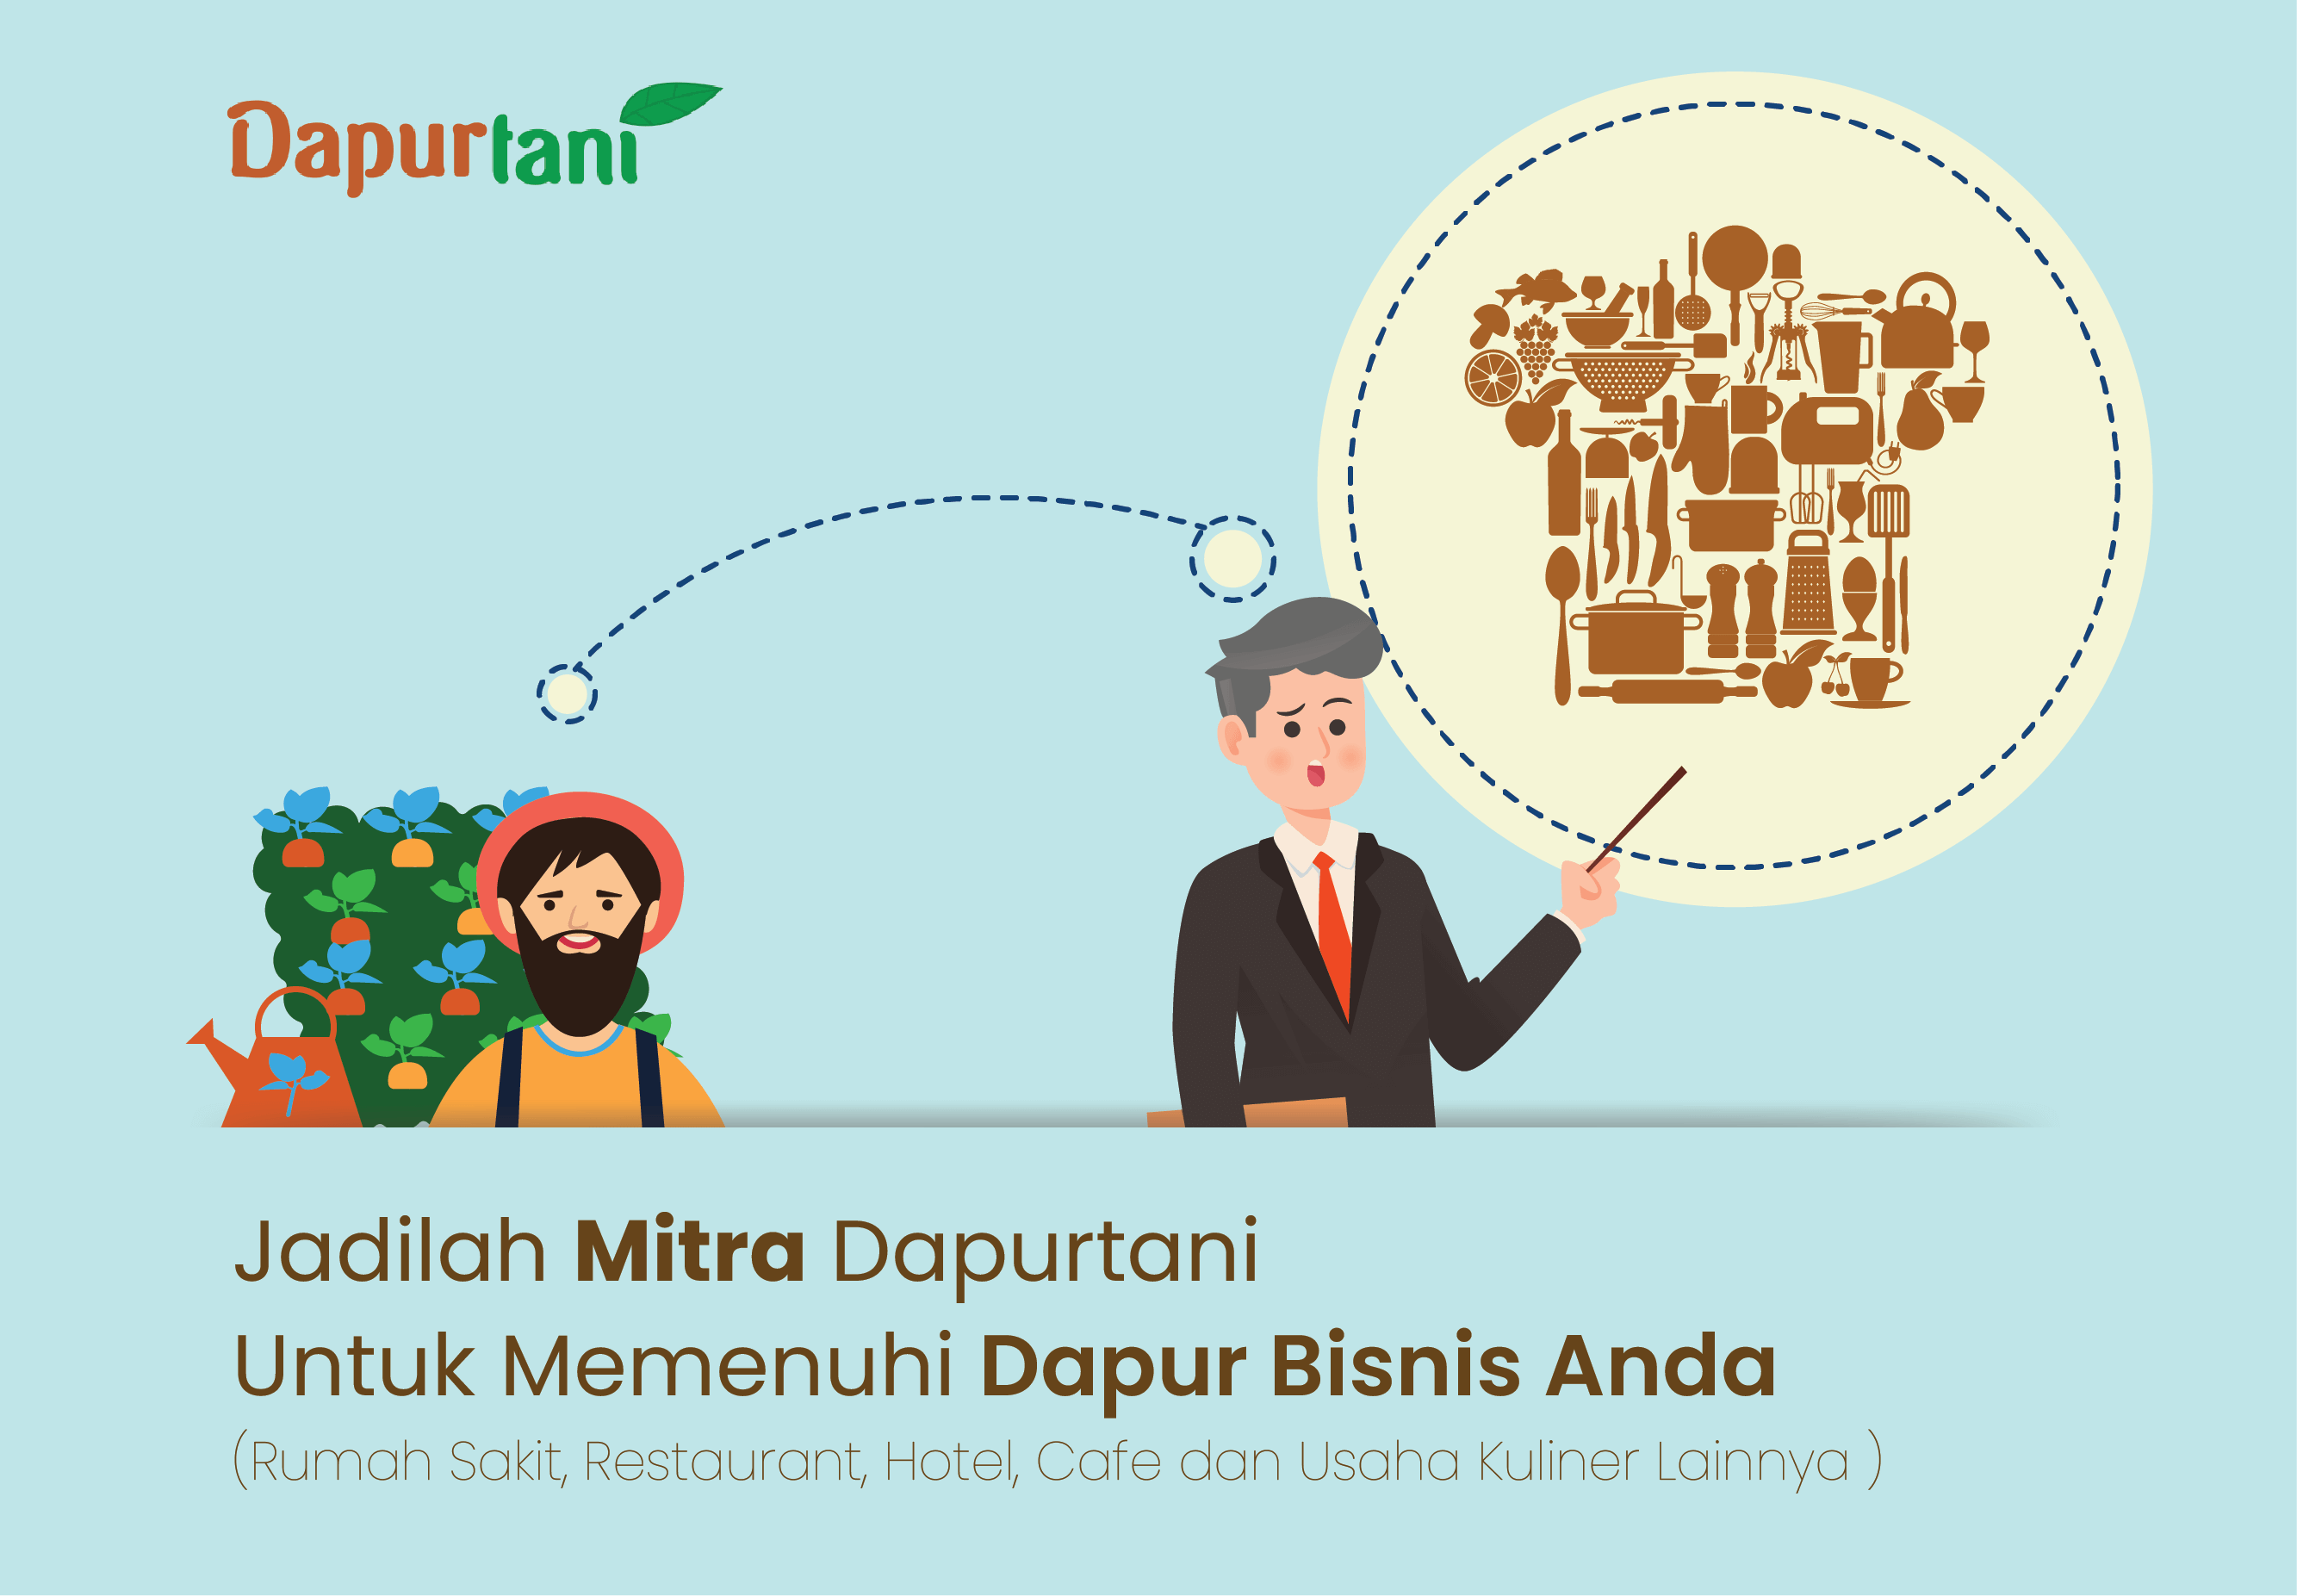 Dapurtani
Jadilah Mitra Dapurtani
Untuk Memenuhi Dapur Bisnis Anda
(Rumah Sakit, Restaurant, Hotel, Cafe dan Usaha Kuliner Lainnya )